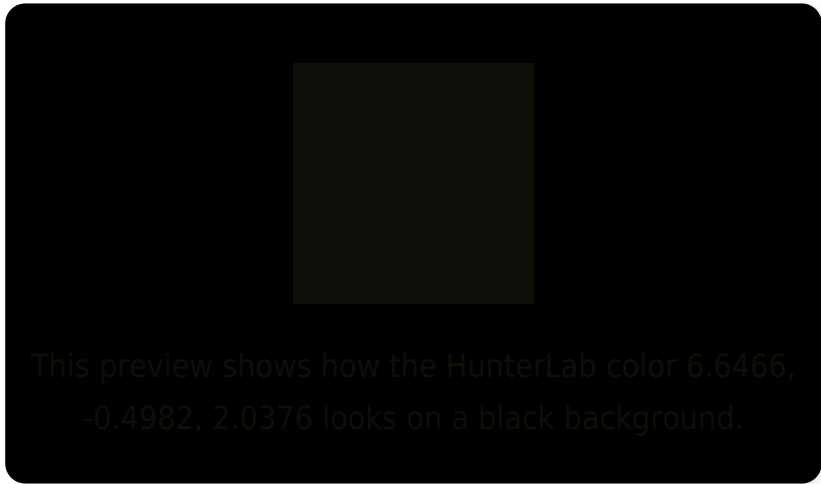 This preview shows how the HunterLab color 6.6466,
-0.4982, 2.0376 looks on a black background.